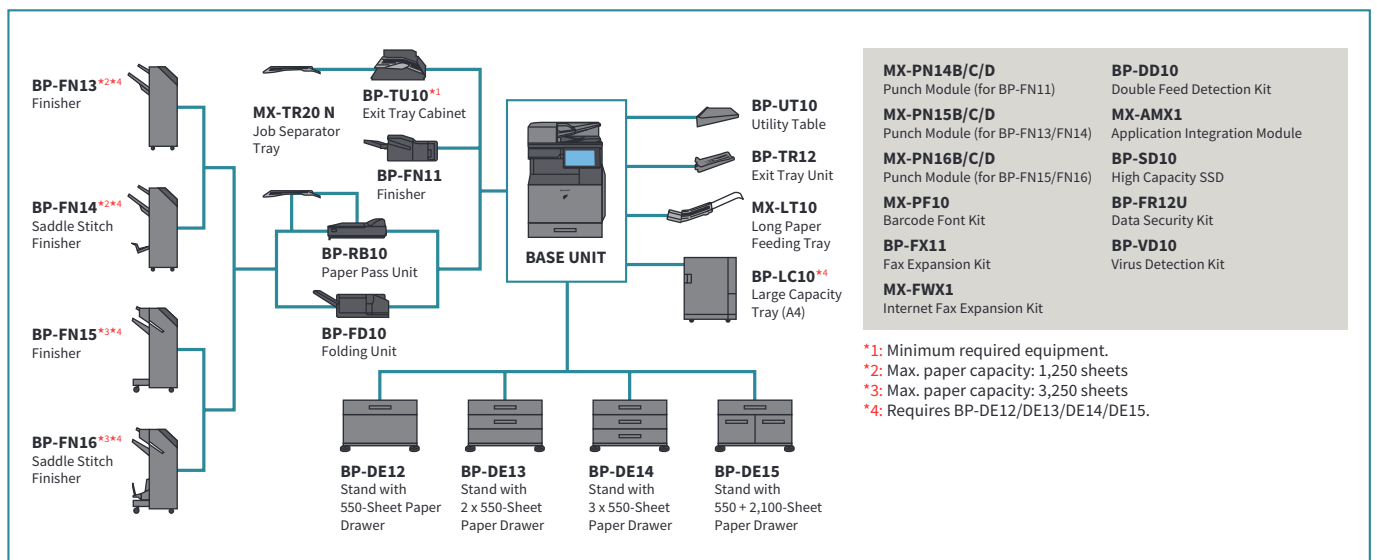 BP-FN13*2*4
Finisher
BP-FN14*2*4
Saddle Stitch
Finisher
BP-FN15*3*4
Finisher
BP-FN16*3*4
Saddle Stitch
Finisher
MX-TR20 N
Job Separator
Tray
BP-TU10*1
Exit Tray Cabinet
BP-FN11
Finisher
BP-RB10
Paper Pass Unit
BP-FD10
Folding Unit
BASE UNIT
BP-UT10
Utility Table
BP-TR12
Exit Tray Unit
MX-LT10
Long Paper
Feeding Tray
BP-LC10*4
Large Capacity
Tray (A4)
BP-DE12
Stand with
550-Sheet Paper
Drawer
BP-DE13
Stand with
2 x 550-Sheet
Paper Drawer
BP-DE14
Stand with
3 x 550-Sheet
Paper Drawer
BP-DE15
Stand with
550 + 2,100-Sheet
Paper Drawer
MX-PN14B/C/D
Punch Module (for BP-FN11)
MX-PN15B/C/D
Punch Module (for BP-FN13/FN14)
MX-PN16B/C/D
Punch Module (for BP-FN15/FN16)
MX-PF10
Barcode Font Kit
BP-FX11
Fax Expansion Kit
MX-FWX1
Internet Fax Expansion Kit
BP-DD10
Double Feed Detection Kit
MX-AMX1
Application Integration Module
BP-SD10
High Capacity SSD
BP-FR12U
Data Security Kit
BP-VD10
Virus Detection Kit
*1: Minimum required equipment.
*2: Max. paper capacity: 1,250 sheets
*3: Max. paper capacity: 3,250 sheets
*4: Requires BP-DE12/DE13/DE14/DE15.